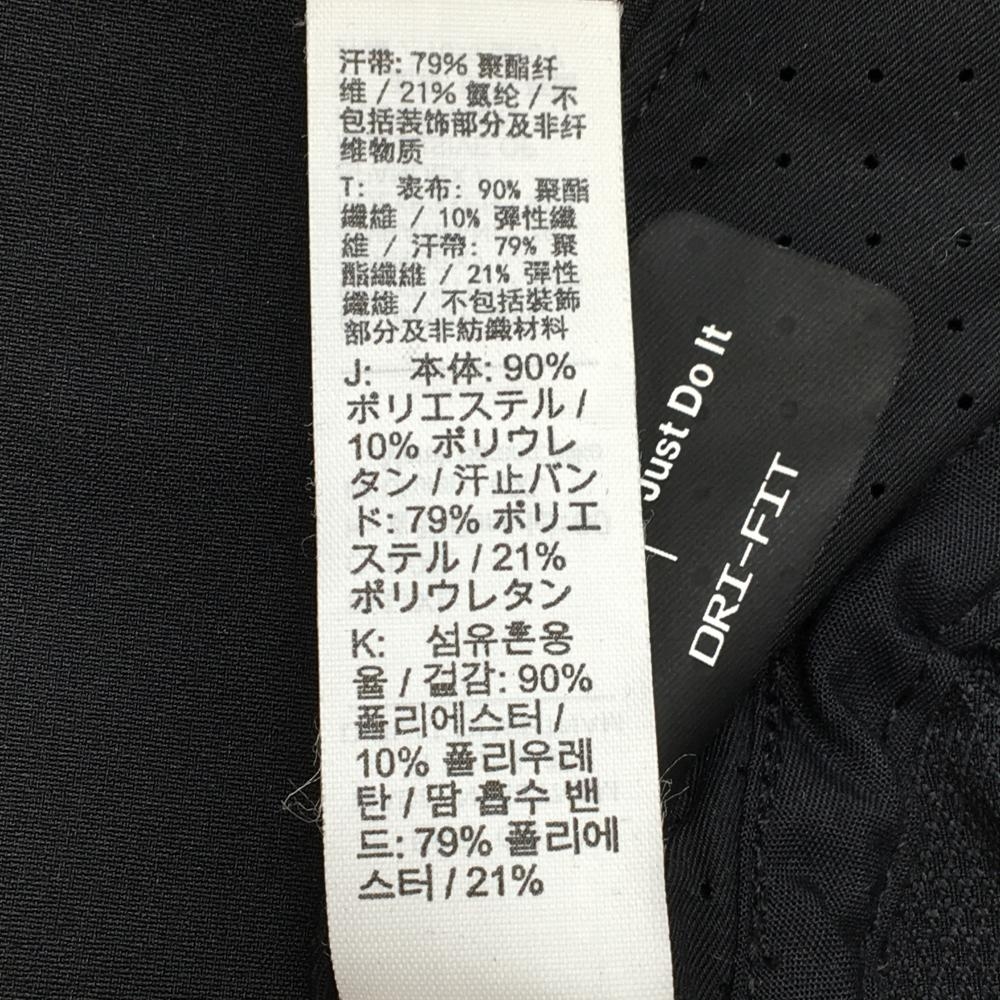 汗带: 79% 聚酯纤
维 / 21% 氨纶 / 不
包括装饰部分及非纤
维物质
T: 表布: 90% 聚酯
纖維 / 10% 彈性纖
維 / 汗帶: 79% 聚
酯纖維 / 21% 彈性
纖維 / 不包括裝飾
部分及非紡織材料
J: 本体: 90%
ポリエステル /
10% ポリウレ
タン / 汗止バン
ド: 79% ポリエ
ステル / 21%
ポリウレタン
K: 섬유혼용
율 / 겉감: 90%
폴리에스터 /
10% 폴리우레
탄 / 땀 흡수 밴
드: 79% 폴리에
스터 / 21%
Just Do It
DRI-FIT